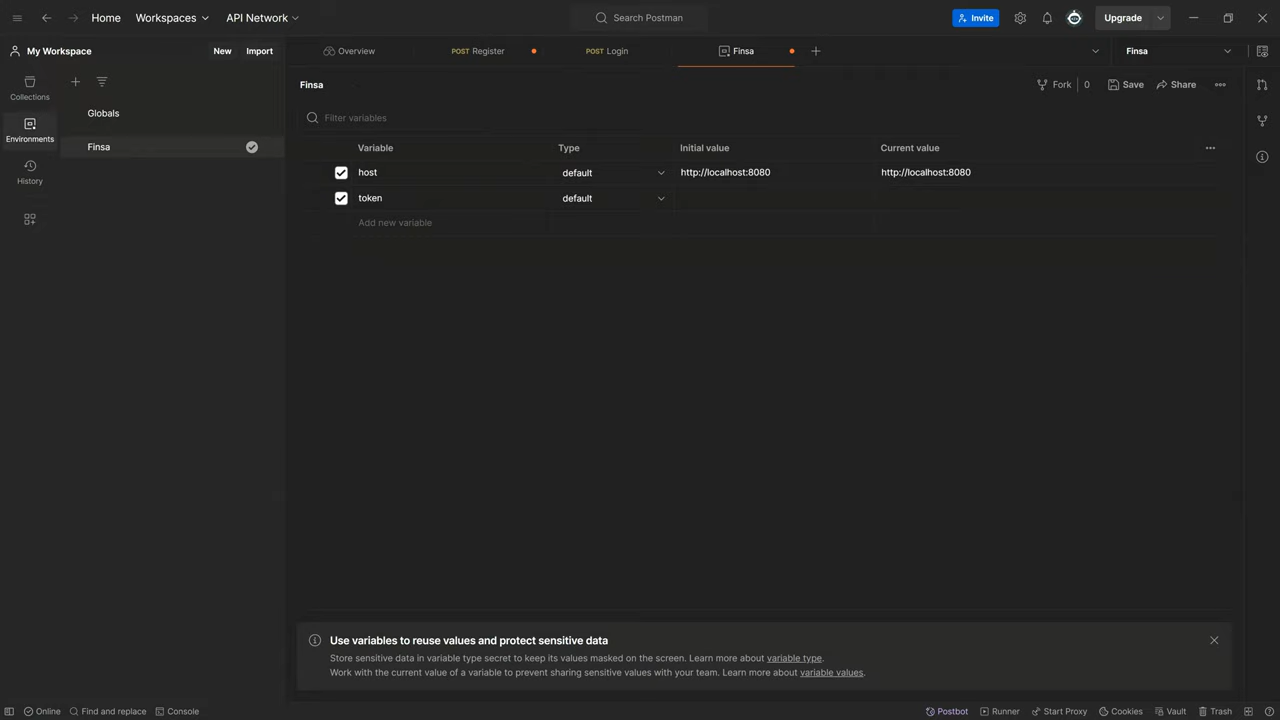 Home Workspaces API Network Search Postman Invite Upgrade
My Workspace New Import Overview POST Register POST Login Finsa Finsa
Collections
Environments
History
Globals
Finsa
Finsa Fork 0 Save Share
Filter variables
Variable Type Initial value Current value
host default http://localhost:8080 http://localhost:8080
token default
Add new variable
Use variables to reuse values and protect sensitive data
Store sensitive data in variable type secret to keep its values masked on the screen. Learn more about variable type.
Work with the current value of a variable to prevent sharing sensitive values with your team. Learn more about variable values.
Online Find and replace Console Postbot Runner Start Proxy Cookies Vault Trash